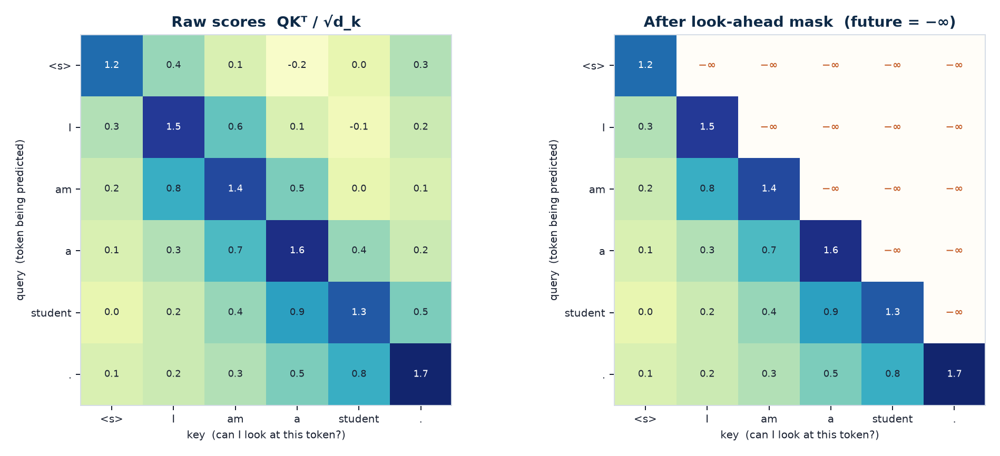 Raw scores  QKᵀ / √d_k
<s> 1.2 0.4 0.1 -0.2 0.0 0.3
I 0.3 1.5 0.6 0.1 -0.1 0.2
am 0.2 0.8 1.4 0.5 0.0 0.1
a 0.1 0.3 0.7 1.6 0.4 0.2
student 0.0 0.2 0.4 0.9 1.3 0.5
. 0.1 0.2 0.3 0.5 0.8 1.7
<s> I am a student .
key  (can I look at this token?)
query  (token being predicted)
After look-ahead mask  (future = −∞)
<s> 1.2 −∞ −∞ −∞ −∞ −∞
I 0.3 1.5 −∞ −∞ −∞ −∞
am 0.2 0.8 1.4 −∞ −∞ −∞
a 0.1 0.3 0.7 1.6 −∞ −∞
student 0.0 0.2 0.4 0.9 1.3 −∞
. 0.1 0.2 0.3 0.5 0.8 1.7
<s> I am a student .
key  (can I look at this token?)
query  (token being predicted)